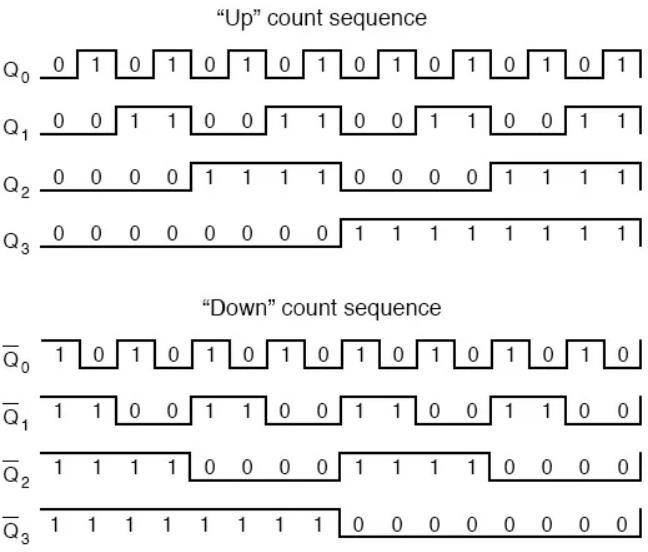 “Up” count sequence
Q0 0 1 0 1 0 1 0 1 0 1 0 1 0 1 0 1
Q1 0 0 1 1 0 0 1 1 0 0 1 1 0 0 1 1
Q2 0 0 0 0 1 1 1 1 0 0 0 0 1 1 1 1
Q3 0 0 0 0 0 0 0 0 1 1 1 1 1 1 1 1
“Down” count sequence
Q̅0 1 0 1 0 1 0 1 0 1 0 1 0 1 0 1 0
Q̅1 1 1 0 0 1 1 0 0 1 1 0 0 1 1 0 0
Q̅2 1 1 1 1 0 0 0 0 1 1 1 1 0 0 0 0
Q̅3 1 1 1 1 1 1 1 1 0 0 0 0 0 0 0 0